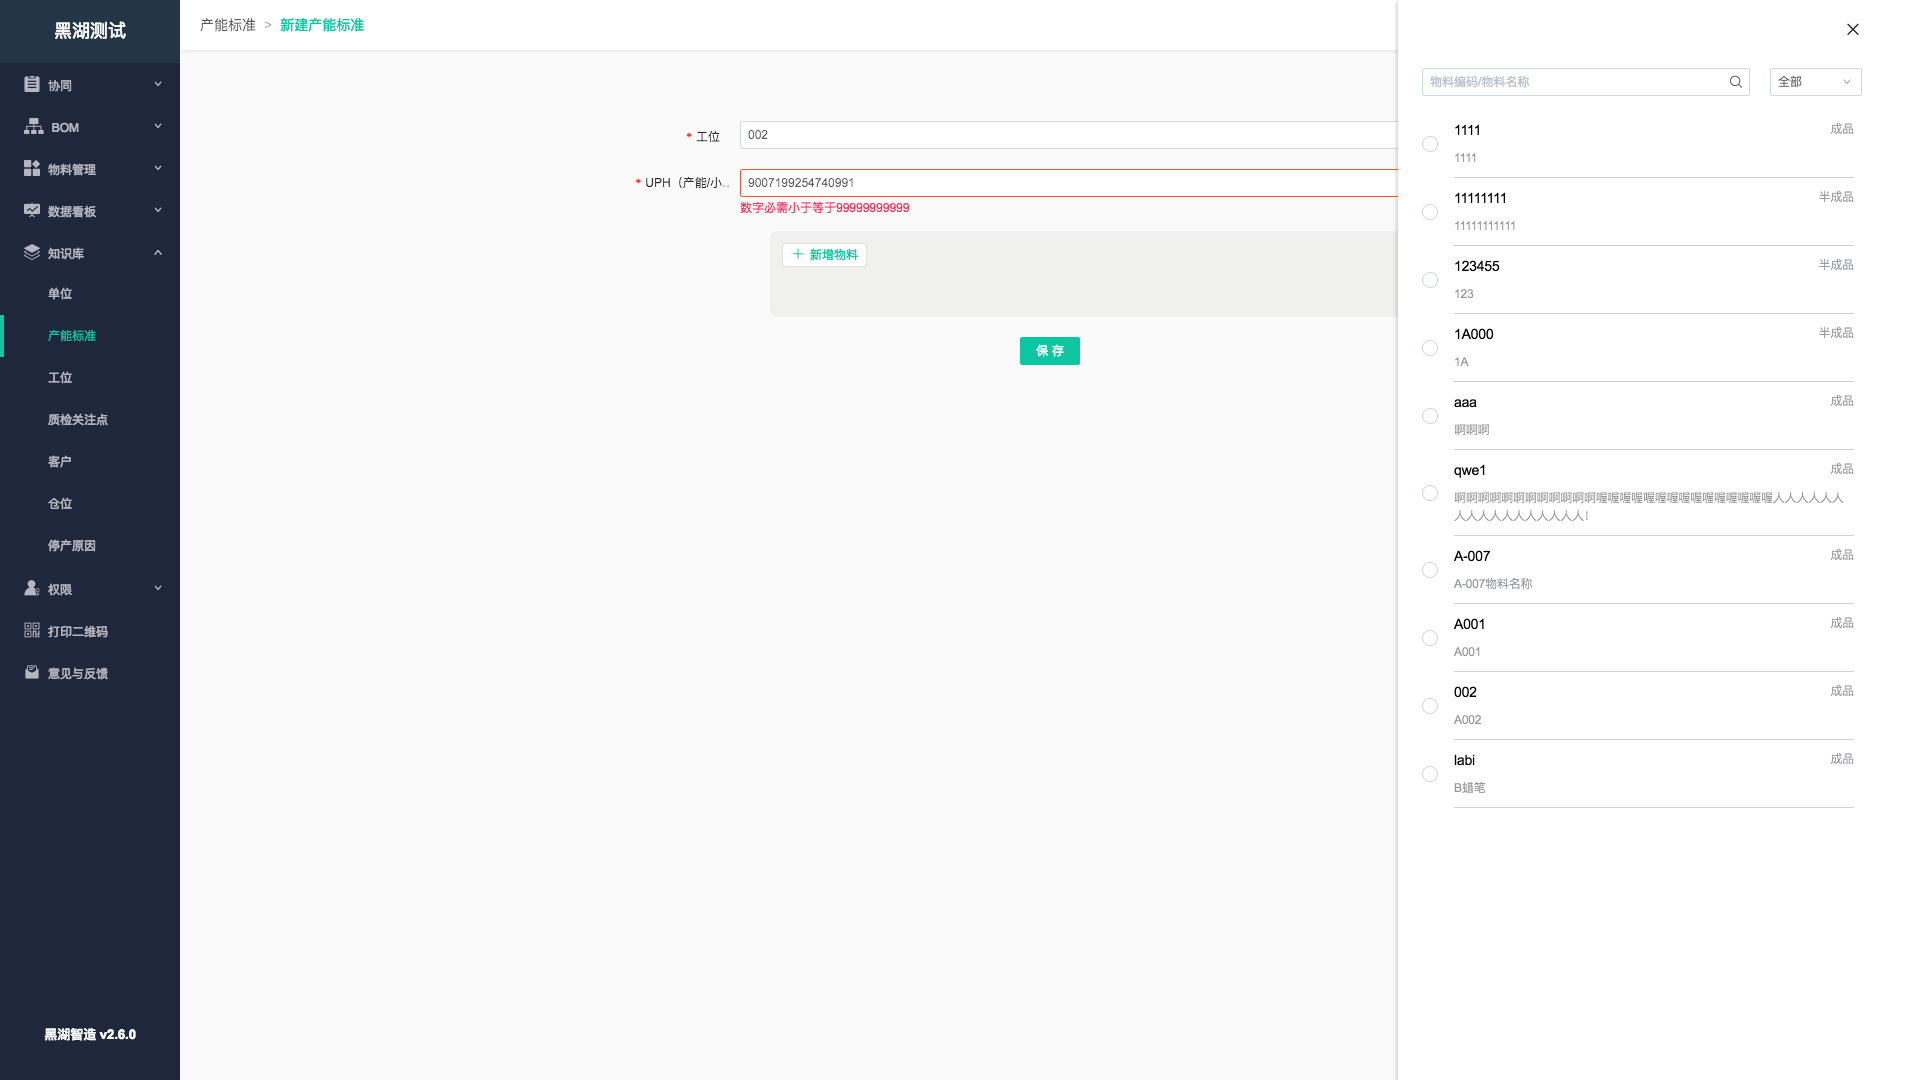 黑湖测试
协同
BOM
物料管理
数据看板
知识库
单位
产能标准
工位
质检关注点
客户
仓位
停产原因
权限
打印二维码
意见与反馈
黑湖智造 v2.6.0
产能标准 > 新建产能标准
* 工位
002
* UPH（产能/小..
9007199254740991
数字必需小于等于99999999999
新增物料
保 存
物料编码/物料名称
全部
1111 成品
1111
11111111 半成品
11111111111
123455 半成品
123
1A000 半成品
1A
aaa 成品
啊啊啊
qwe1 成品
啊啊啊啊啊啊啊啊啊啊啊啊喔喔喔喔喔喔喔喔喔喔喔喔喔喔喔人人人人人人
人人人人人人人人人人人!
A-007 成品
A-007物料名称
A001 成品
A001
002 成品
A002
labi 成品
B蜡笔